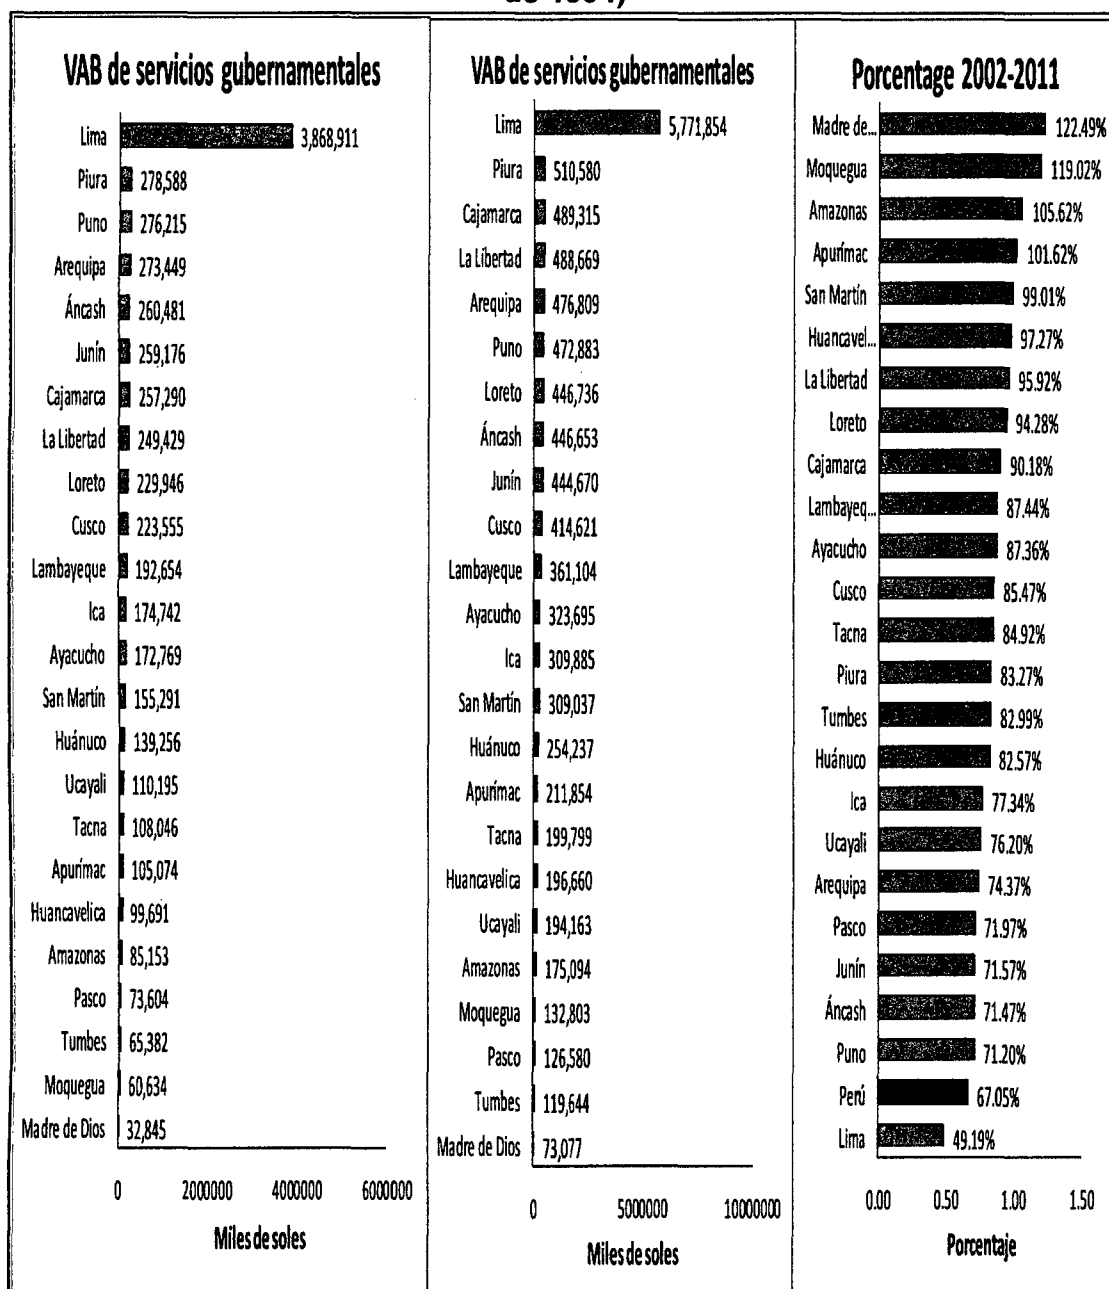 VAB de servicios gubernamentales
Lima 3,868,911
Piura 278,588
Puno 276,215
Arequipa 273,449
Áncash 260,481
Junín 259,176
Cajamarca 257,290
La Libertad 249,429
Loreto 229,946
Cusco 223,555
Lambayeque 192,654
Ica 174,742
Ayacucho 172,769
San Martín 155,291
Huánuco 139,256
Ucayali 110,195
Tacna 108,046
Apurímac 105,074
Huancavelica 99,691
Amazonas 85,153
Pasco 73,604
Tumbes 65,382
Moquegua 60,634
Madre de Dios 32,845
0 2000000 4000000 6000000
Miles de soles
VAB de servicios gubernamentales
Lima 5,771,854
Piura 510,580
Cajamarca 489,315
La Libertad 488,669
Arequipa 476,809
Puno 472,883
Loreto 446,736
Áncash 446,653
Junín 444,670
Cusco 414,621
Lambayeque 361,104
Ayacucho 323,695
Ica 309,885
San Martín 309,037
Huánuco 254,237
Apurímac 211,854
Tacna 199,799
Huancavelica 196,660
Ucayali 194,163
Amazonas 175,094
Moquegua 132,803
Pasco 126,580
Tumbes 119,644
Madre de Dios 73,077
0 5000000 10000000
Miles de soles
Porcentage 2002-2011
Madre de... 122.49%
Moquegua 119.02%
Amazonas 105.62%
Apurímac 101.62%
San Martín 99.01%
Huancavel... 97.27%
La Libertad 95.92%
Loreto 94.28%
Cajamarca 90.18%
Lambayeq... 87.44%
Ayacucho 87.36%
Cusco 85.47%
Tacna 84.92%
Piura 83.27%
Tumbes 82.99%
Huánuco 82.57%
Ica 77.34%
Ucayali 76.20%
Arequipa 74.37%
Pasco 71.97%
Junín 71.57%
Áncash 71.47%
Puno 71.20%
Perú 67.05%
Lima 49.19%
0.00 0.50 1.00 1.50
Porcentaje